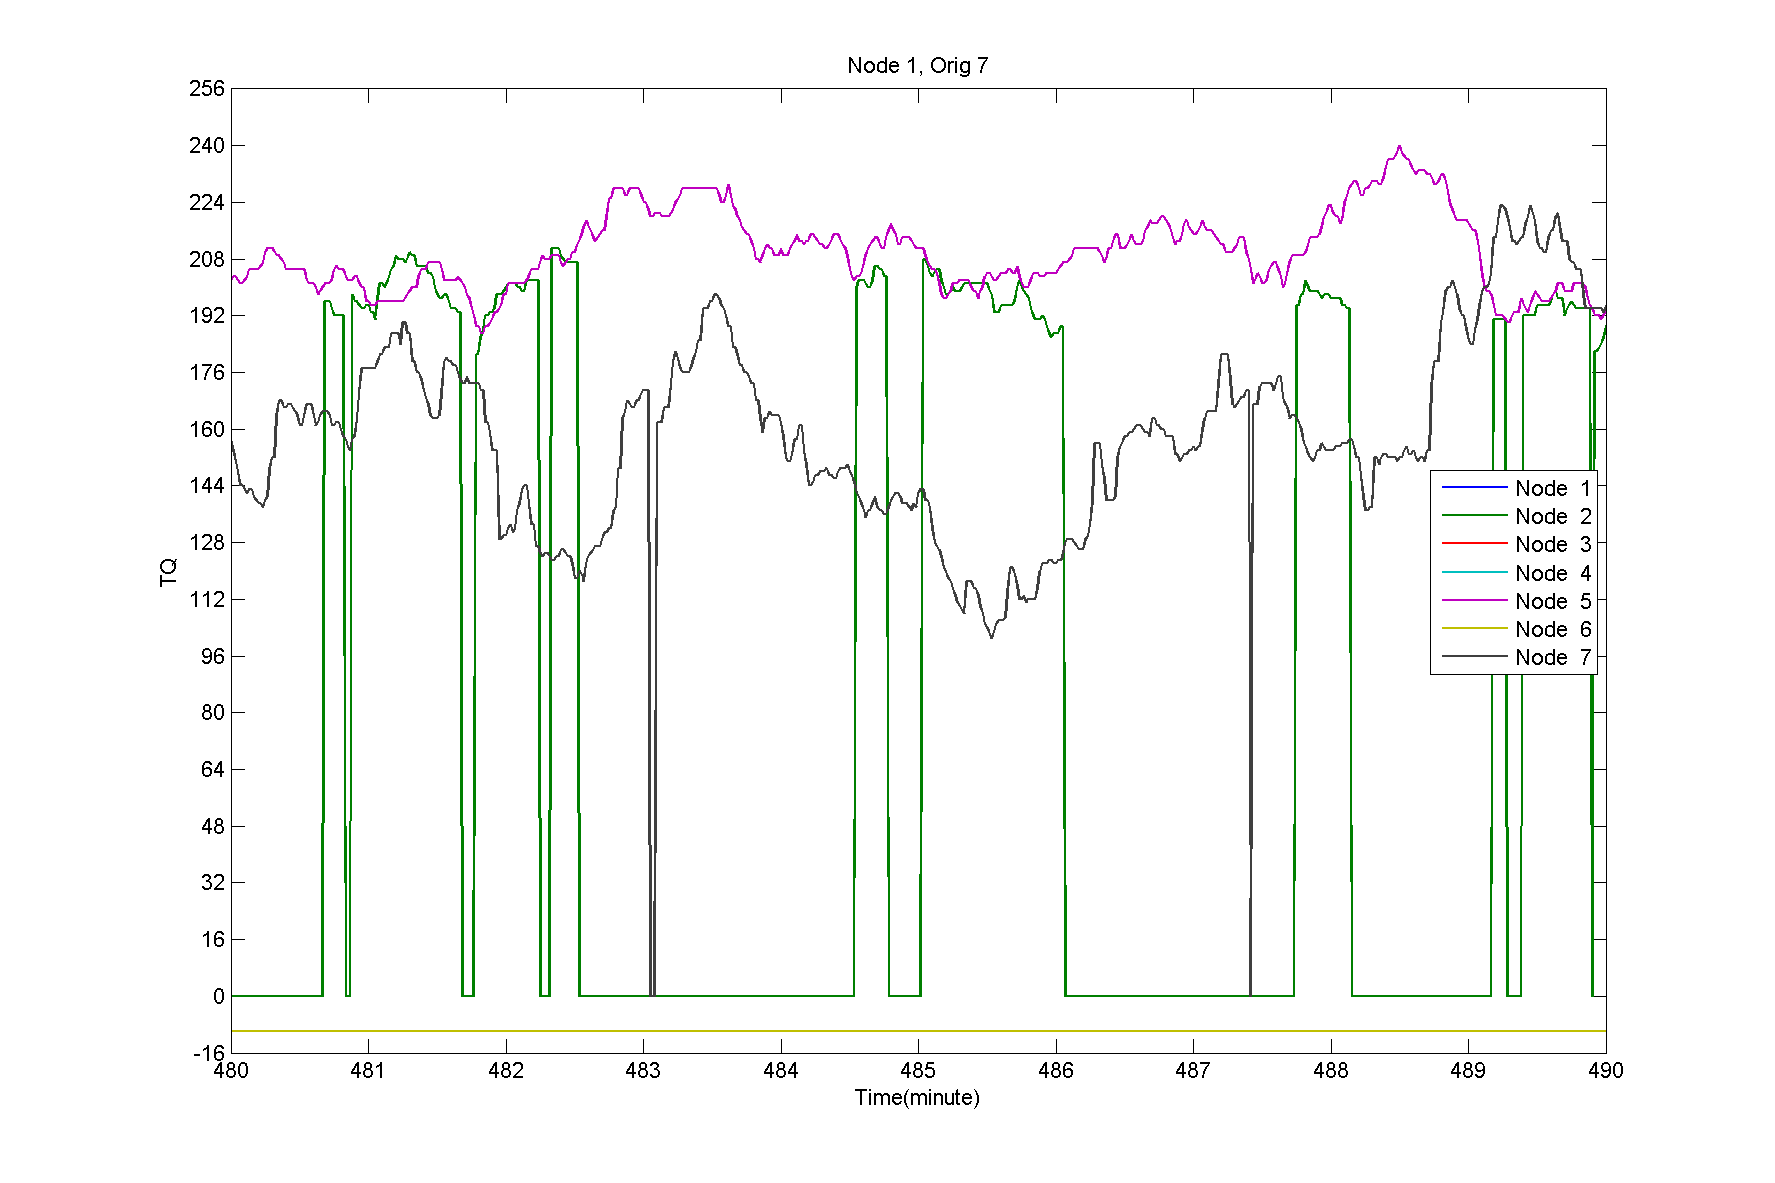 Node 1, Orig 7
256
240
224
208
192
176
160
144
128
112
96
80
64
48
32
16
0
-16
TQ
Node 1
Node 2
Node 3
Node 4
Node 5
Node 6
Node 7
480 481 482 483 484 485 486 487 488 489 490
Time(minute)